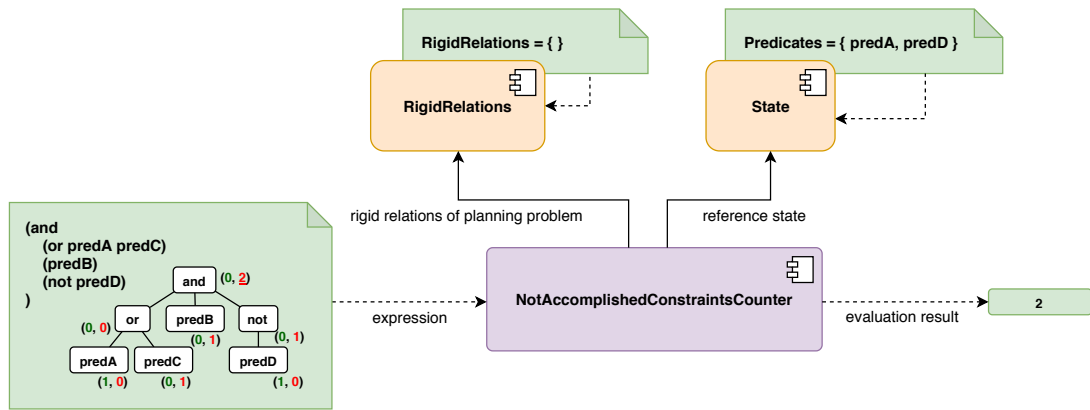 RigidRelations = { }
Predicates = { predA, predD }
RigidRelations
State
rigid relations of planning problem
reference state
(and
(or predA predC)
(predB)
(not predD)
)
and
(0, 2)
or
predB
not
(0, 0)
(0, 1)
(0, 1)
predA
predC
predD
(1, 0)
(0, 1)
(1, 0)
expression
NotAccomplishedConstraintsCounter
evaluation result
2